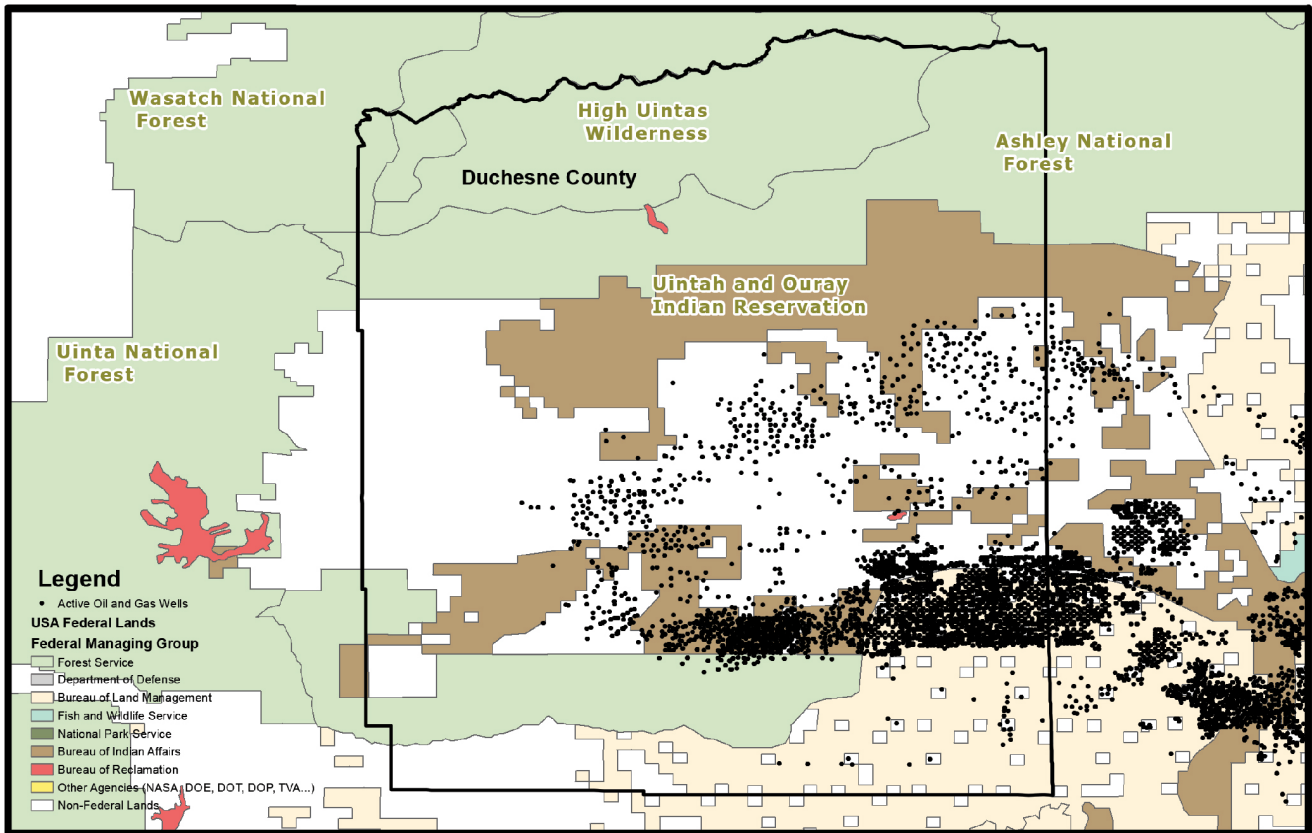 Wasatch National
Forest
High Uintas
Wilderness
Ashley National
Forest
Duchesne County
Uintah and Ouray
Indian Reservation
Uinta National
Forest
Legend
Active Oil and Gas Wells
USA Federal Lands
Federal Managing Group
Forest Service
Department of Defense
Bureau of Land Management
Fish and Wildlife Service
National Park Service
Bureau of Indian Affairs
Bureau of Reclamation
Other Agencies (NASA, DOE, DOT, DOP, TVA...)
Non-Federal Lands